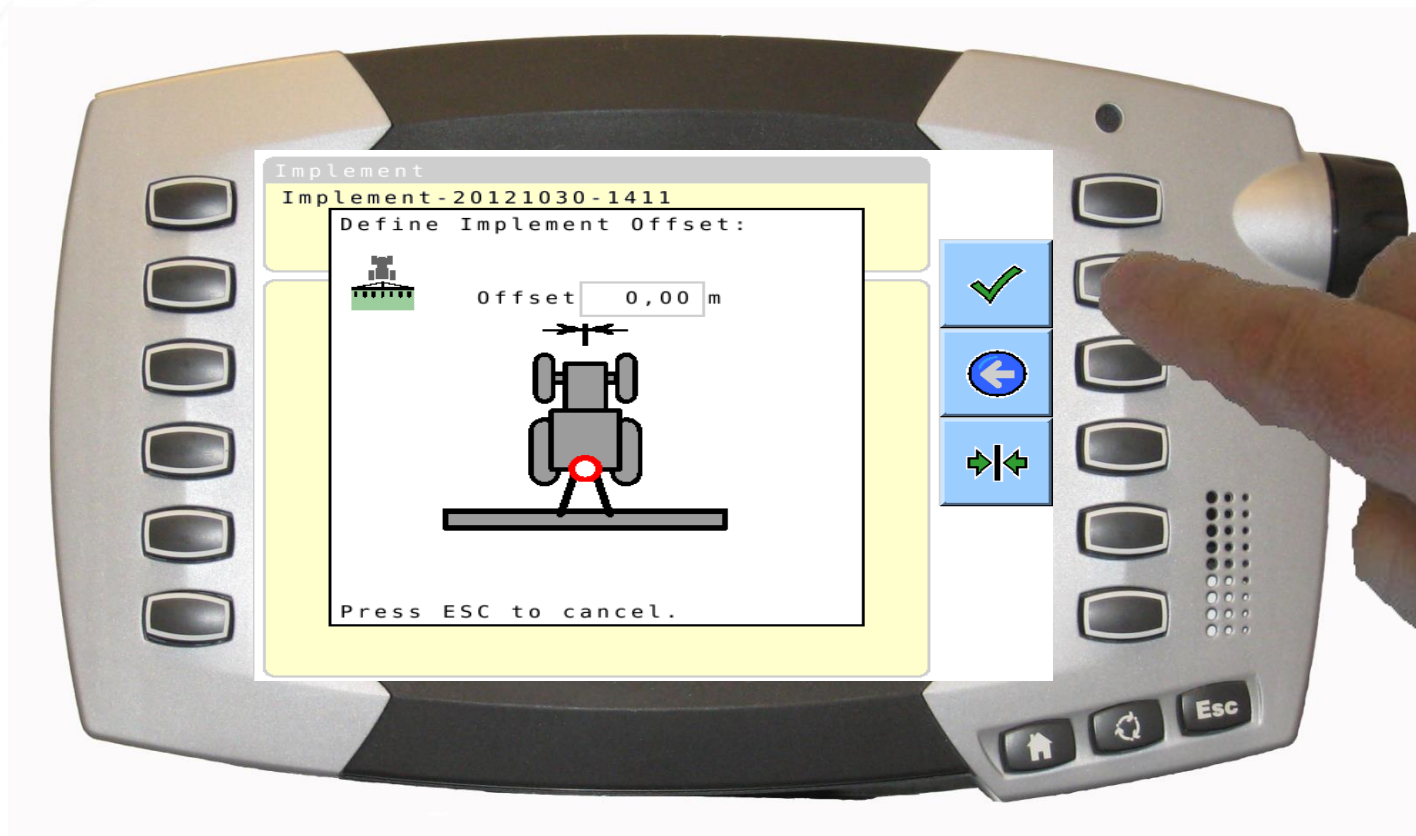 Implement
Implement-20121030-1411
Define Implement Offset:
Offset 0,00 m
Press ESC to cancel.
Esc